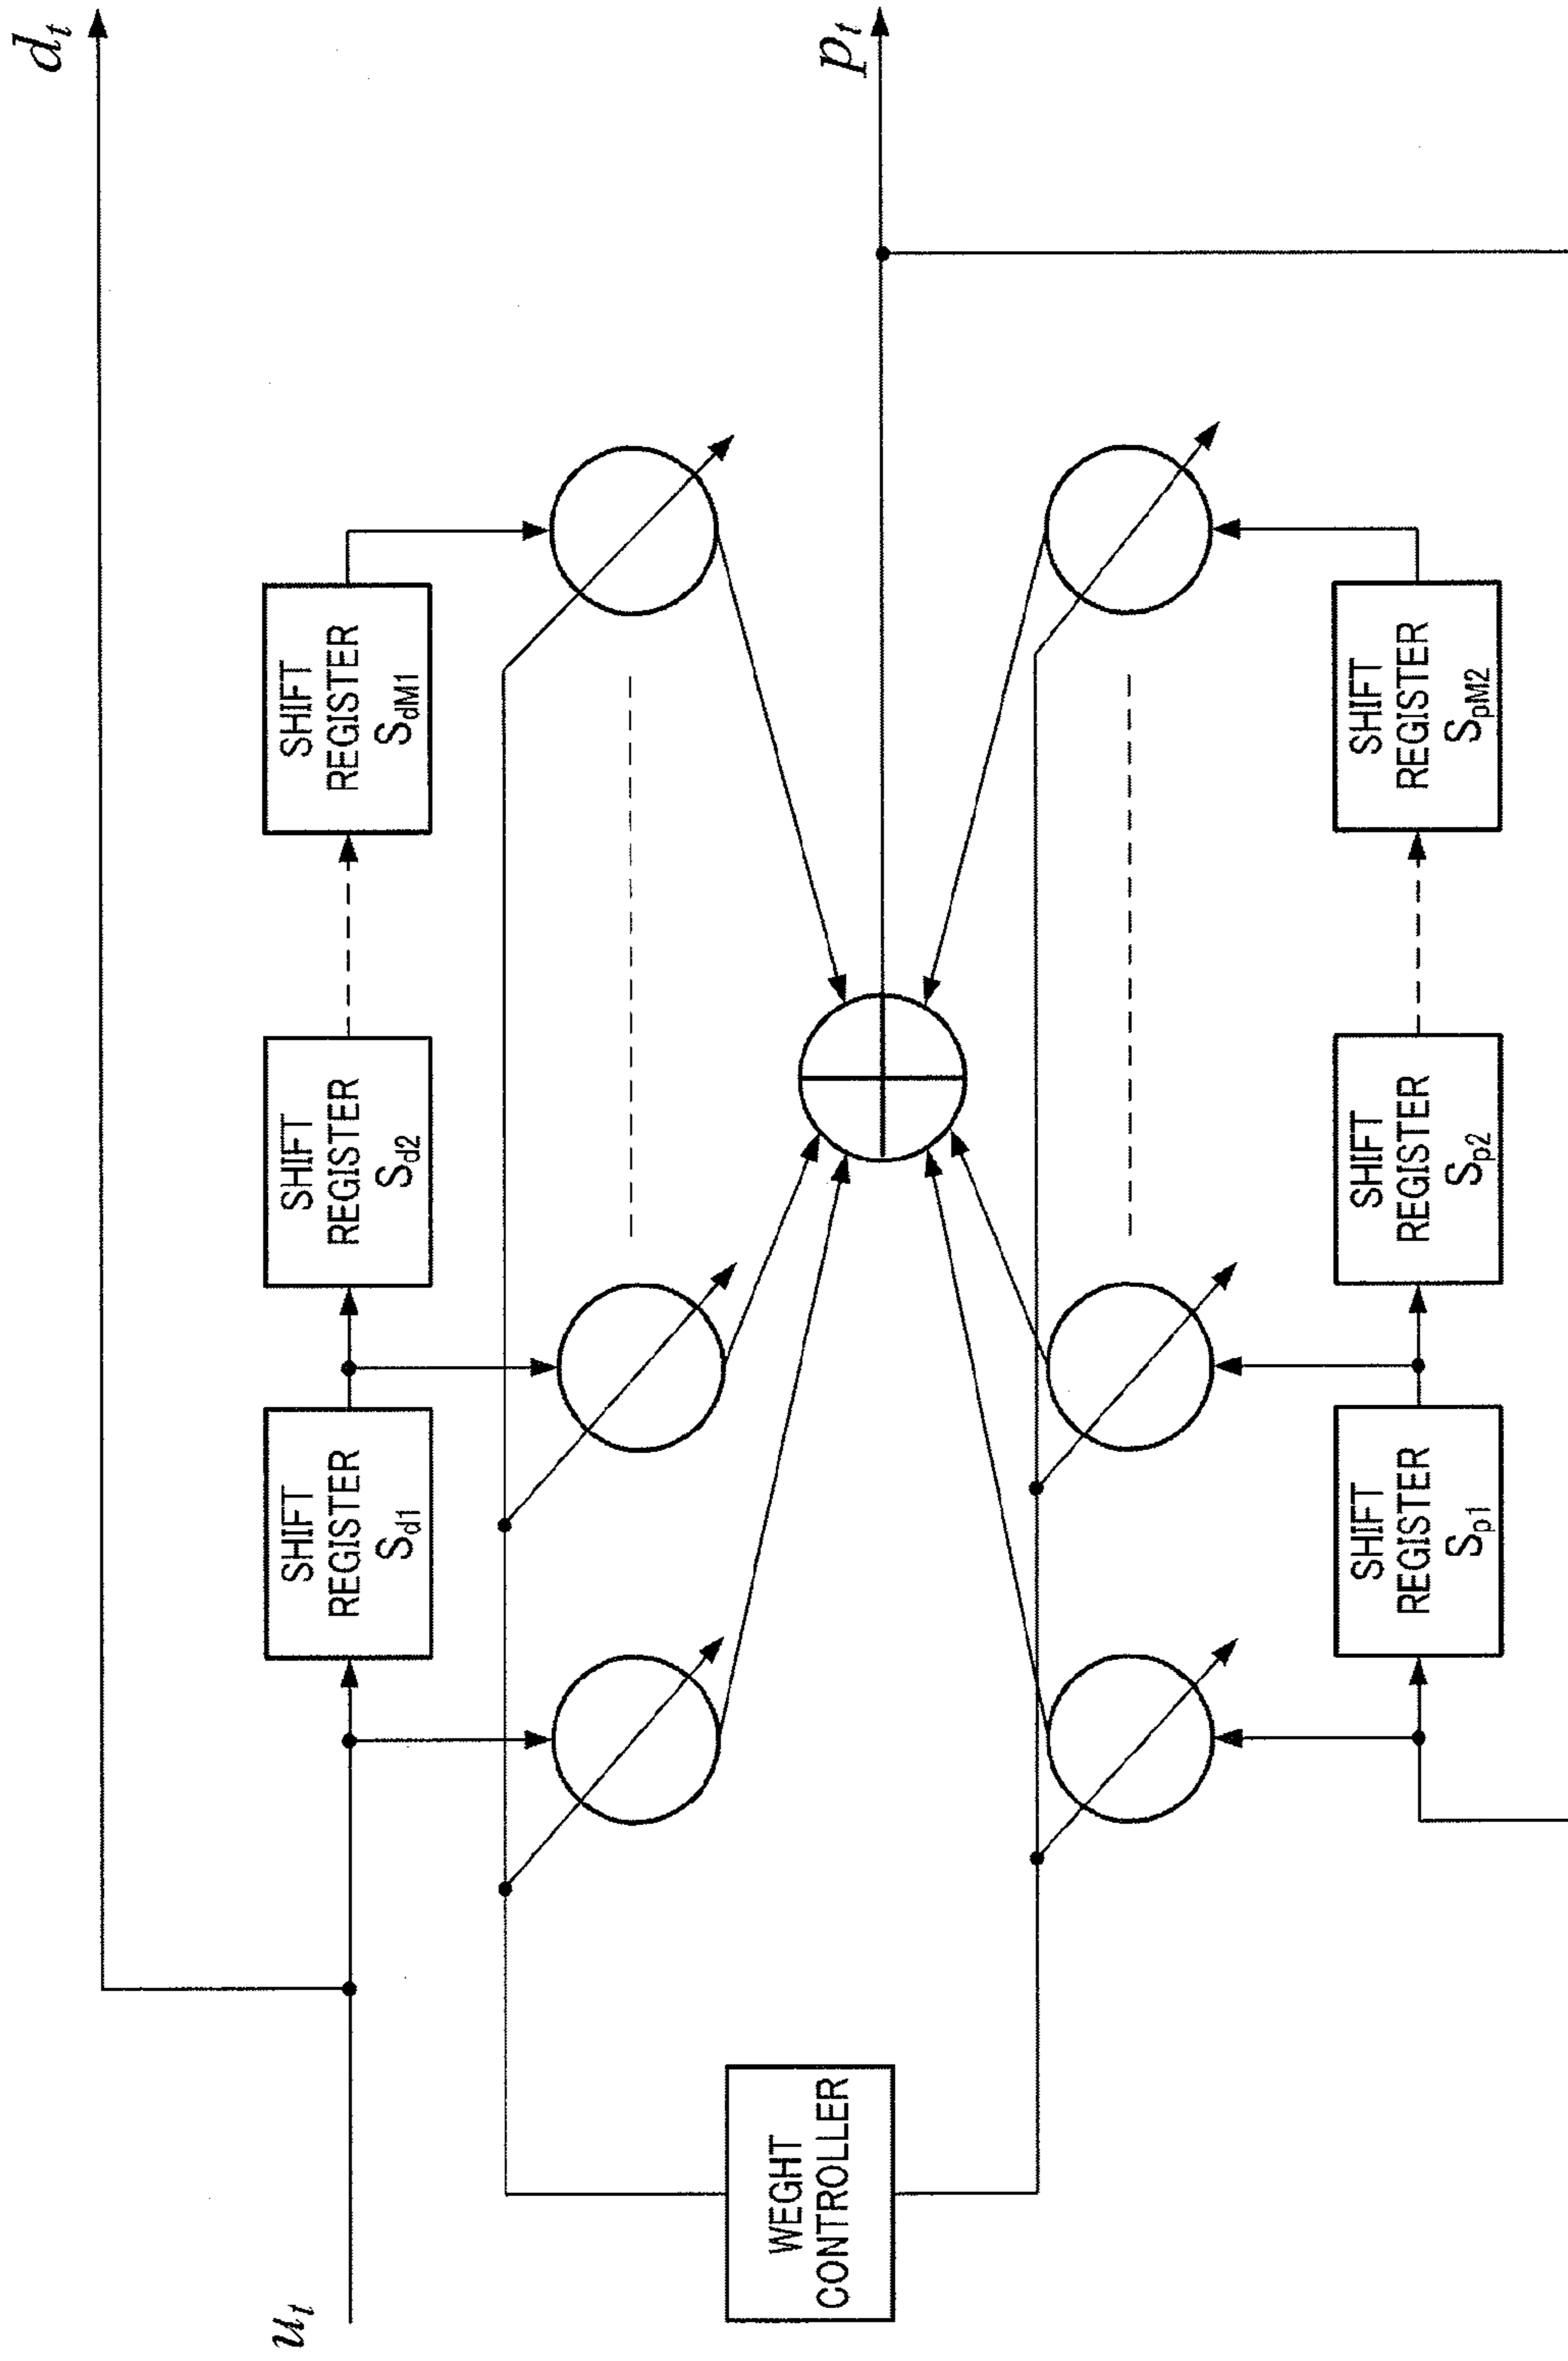 d_t
SHIFT
REGISTER
S_d1
SHIFT
REGISTER
S_d2
SHIFT
REGISTER
S_dM1
u_t
WEGHT
CONTROLLER
p_t
SHIFT
REGISTER
S_p1
SHIFT
REGISTER
S_p2
SHIFT
REGISTER
S_pM2